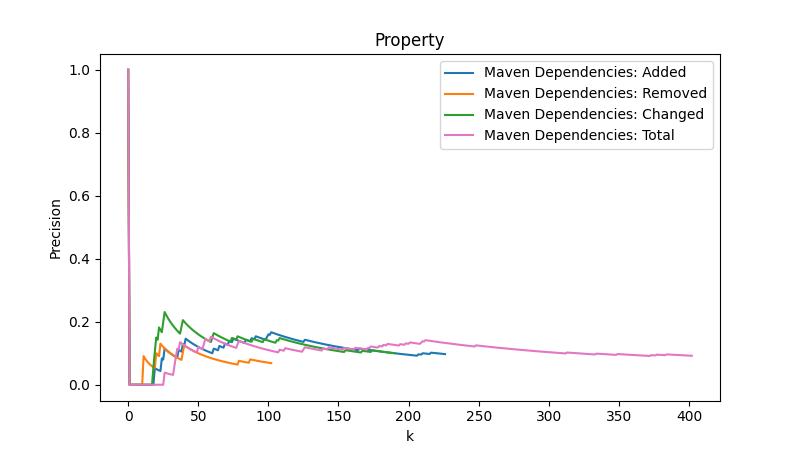 Property
Maven Dependencies: Added
Maven Dependencies: Removed
Maven Dependencies: Changed
Maven Dependencies: Total
Precision
1.0
0.8
0.6
0.4
0.2
0.0
0 50 100 150 200 250 300 350 400
k